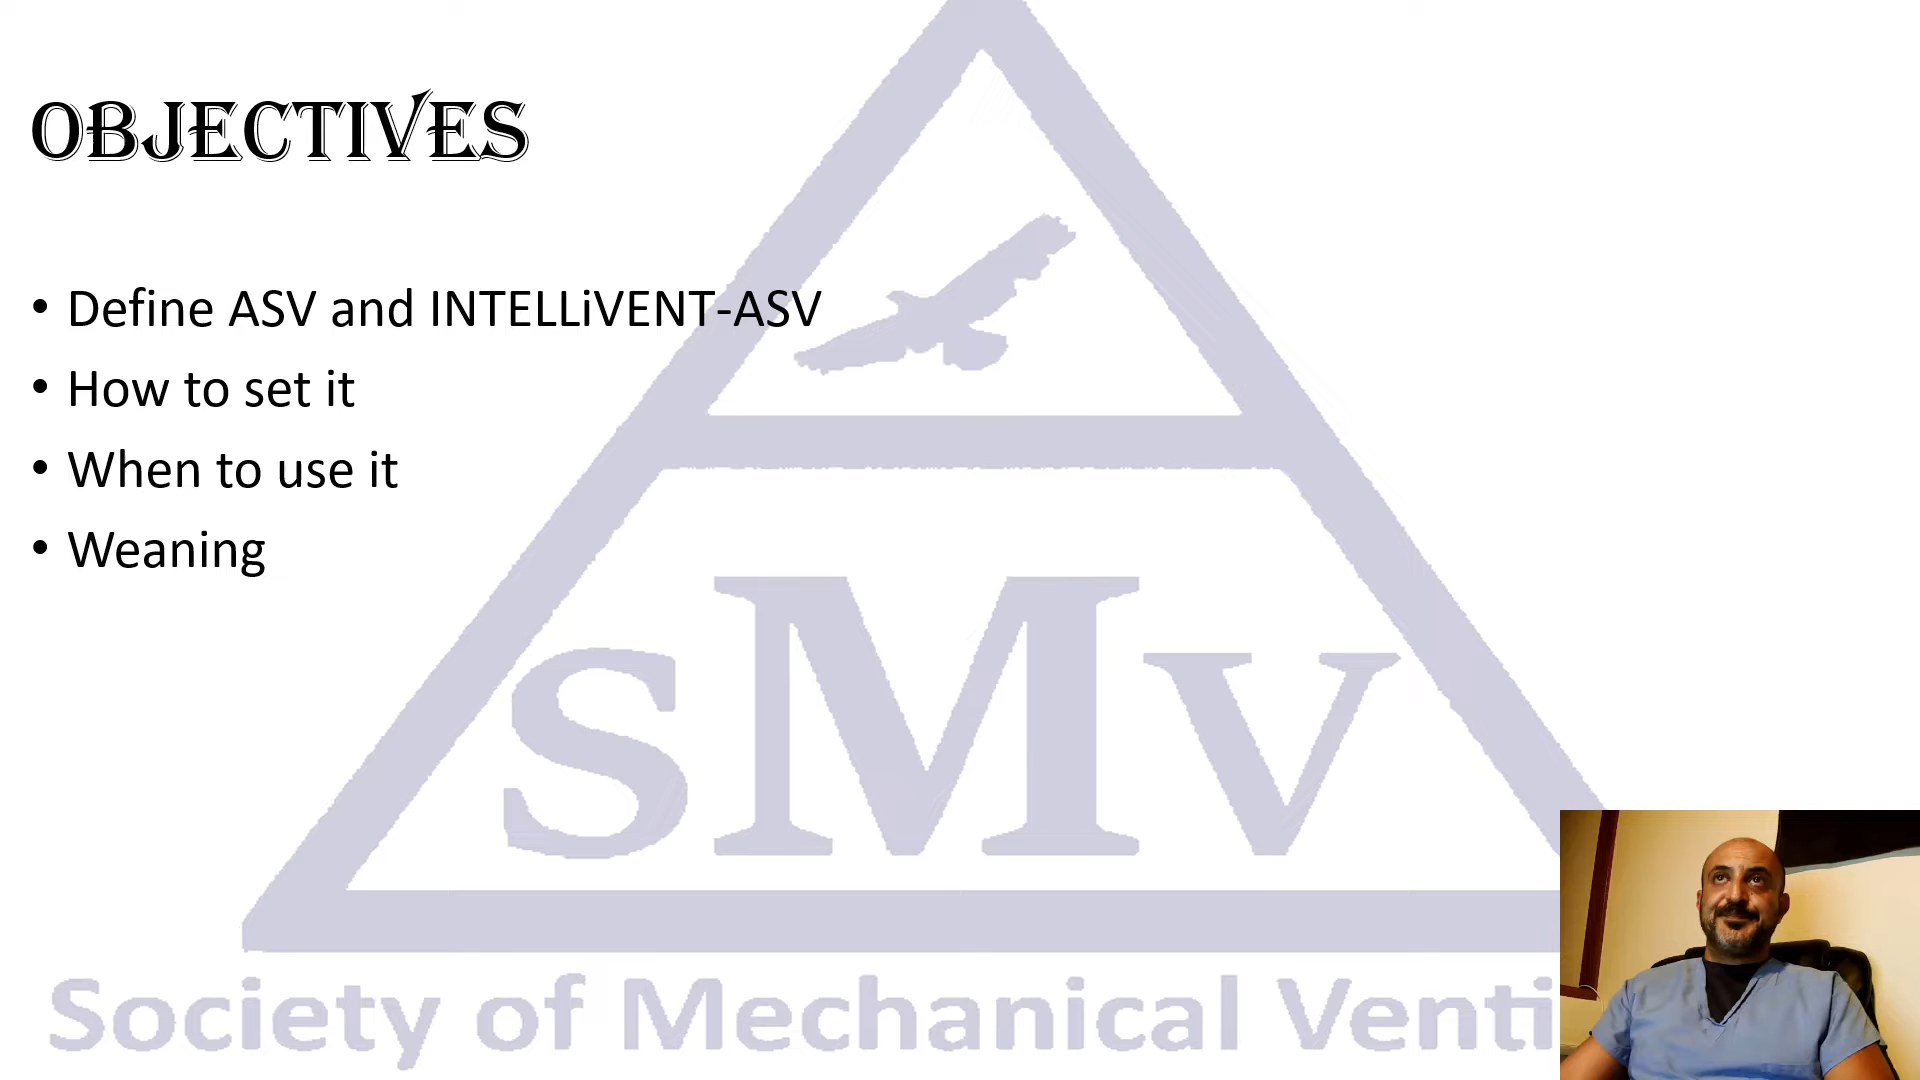 OBJECTIVES
• Define ASV and INTELLiVENT-ASV
• How to set it
• When to use it
• Weaning
SMV
Society of Mechanical Venti